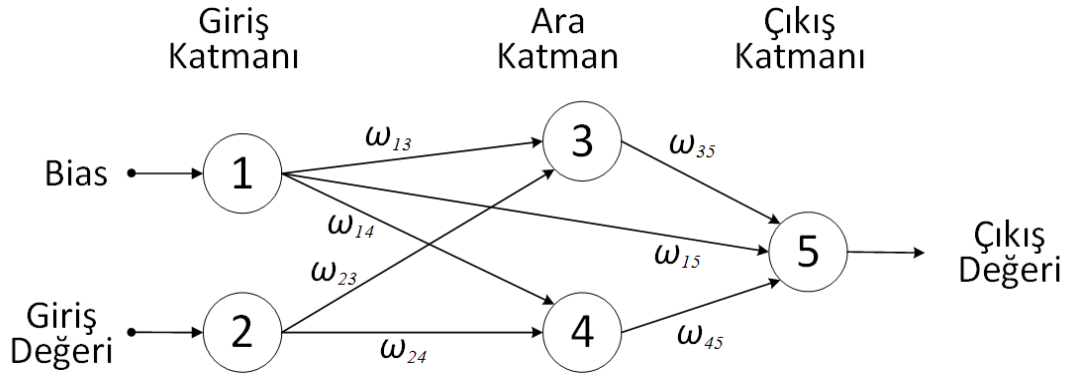 Giriş
Katmanı
Ara
Katman
Çıkış
Katmanı
Bias
1
ω13
3
ω35
ω14
ω15
5
Çıkış
Değeri
ω23
Giriş
Değeri
2
ω24
4
ω45